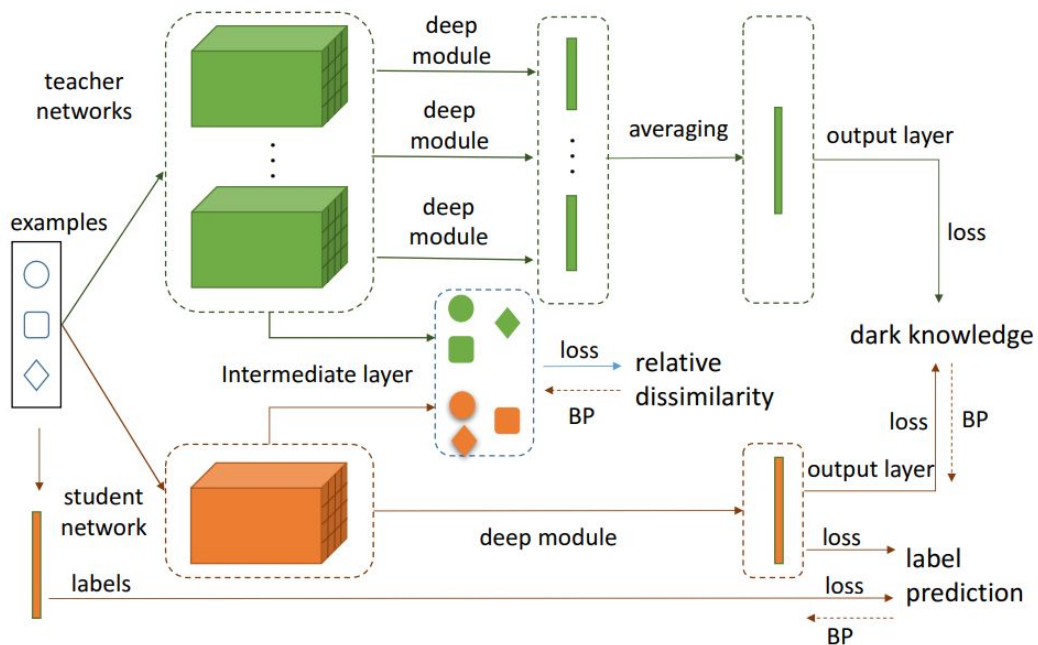 teacher
networks
deep
module
deep
module
deep
module
averaging
output layer
loss
examples
dark knowledge
Intermediate layer
loss
BP
relative
dissimilarity
loss
BP
output layer
student
network
deep module
loss
label
prediction
labels
loss
BP